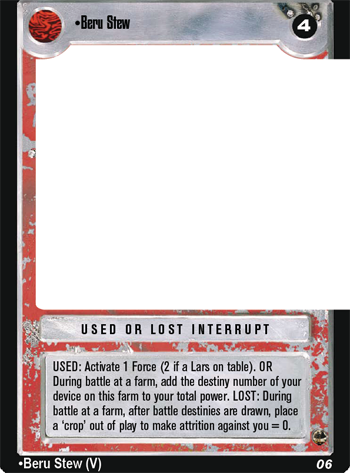 •Beru Stew
4
USED OR LOST INTERRUPT
USED: Activate 1 Force (2 if a Lars on table). OR
During battle at a farm, add the destiny number of your
device on this farm to your total power. LOST: During
battle at a farm, after battle destinies are drawn, place
a ‘crop’ out of play to make attrition against you = 0.
•Beru Stew (V)
06